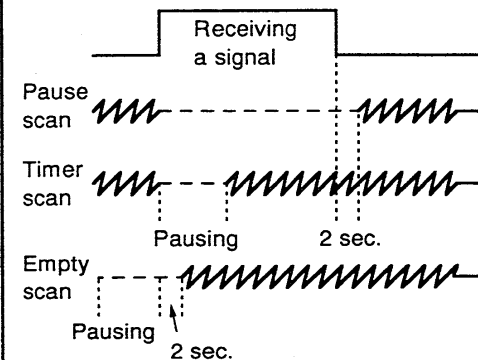 Receiving
a signal
Pause
scan
Timer
scan
Pausing 2 sec.
Empty
scan
Pausing
2 sec.